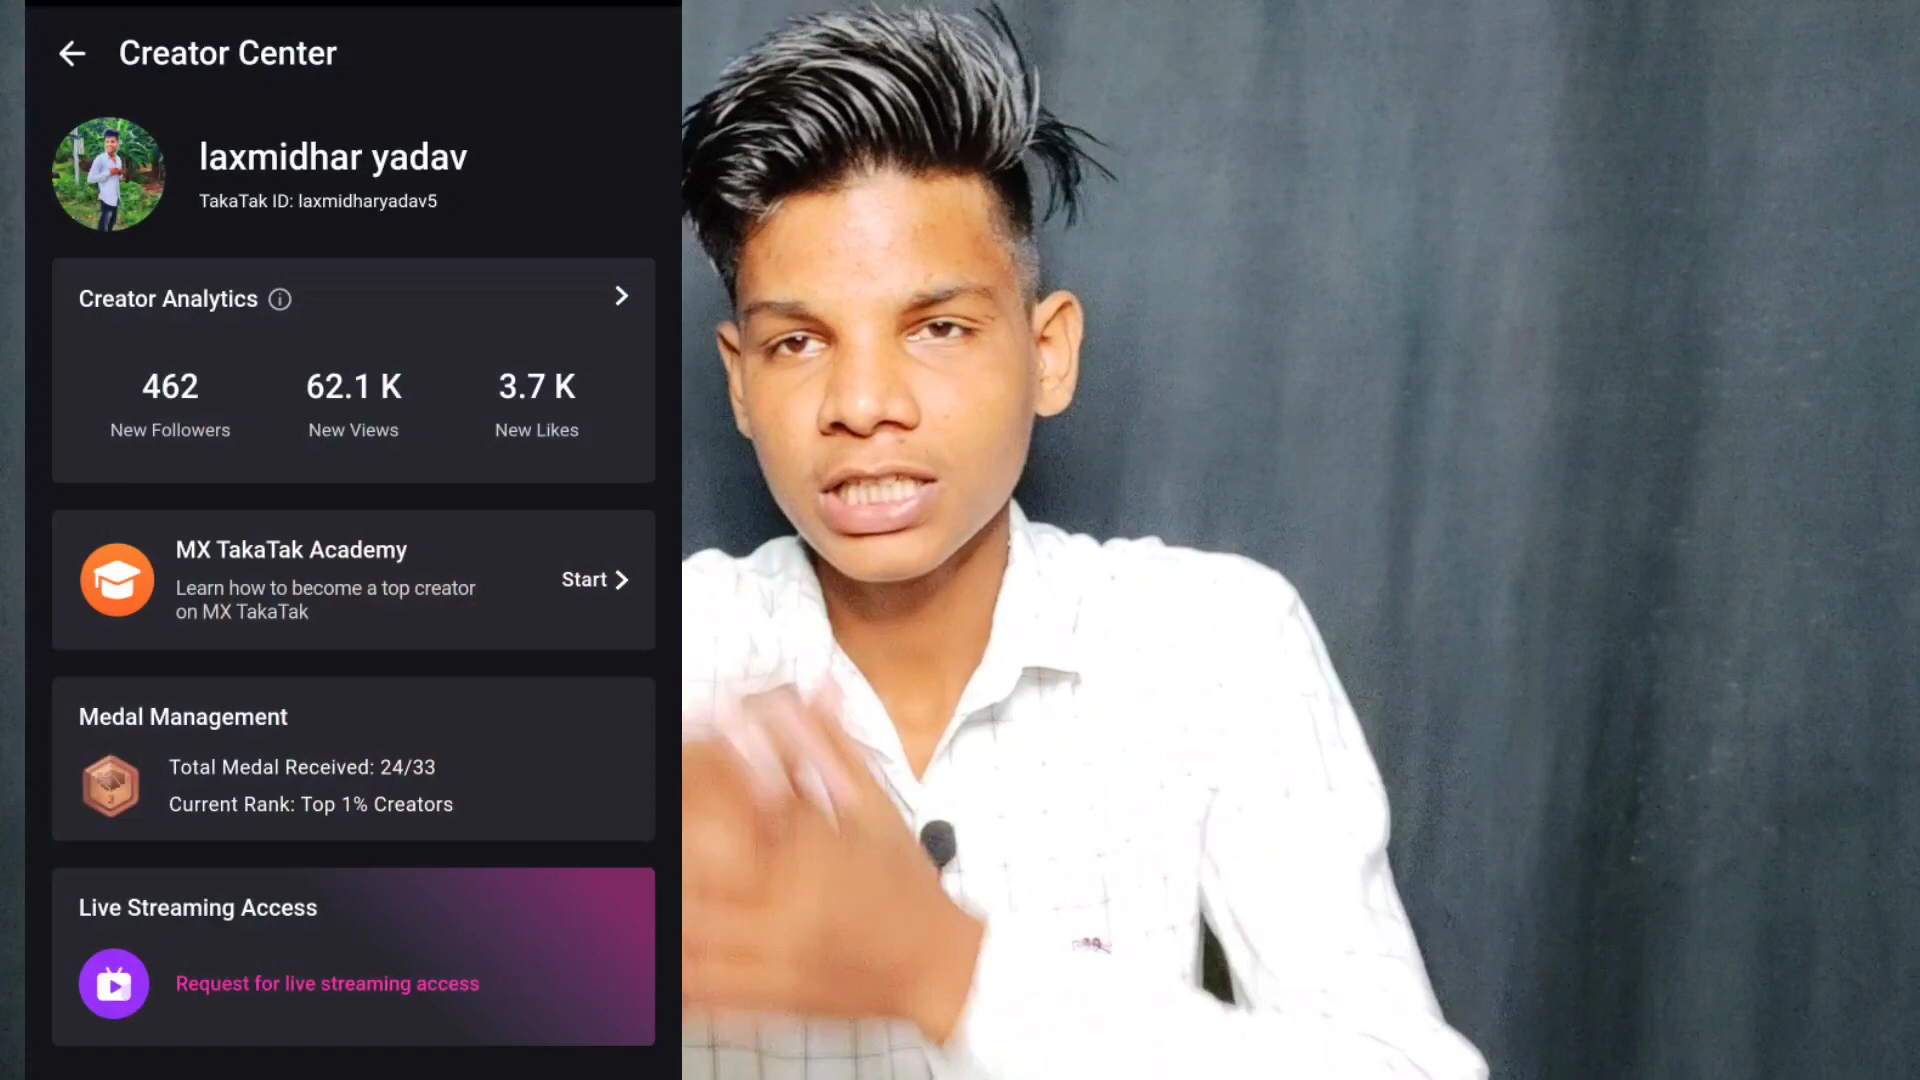 Creator Center
laxmidhar yadav
TakaTak ID: laxmidharyadav5
Creator Analytics
462
62.1 K
3.7 K
New Followers
New Views
New Likes
MX TakaTak Academy
Learn how to become a top creator
on MX TakaTak
Start
Medal Management
3
Total Medal Received: 24/33
Current Rank: Top 1% Creators
Live Streaming Access
Request for live streaming access